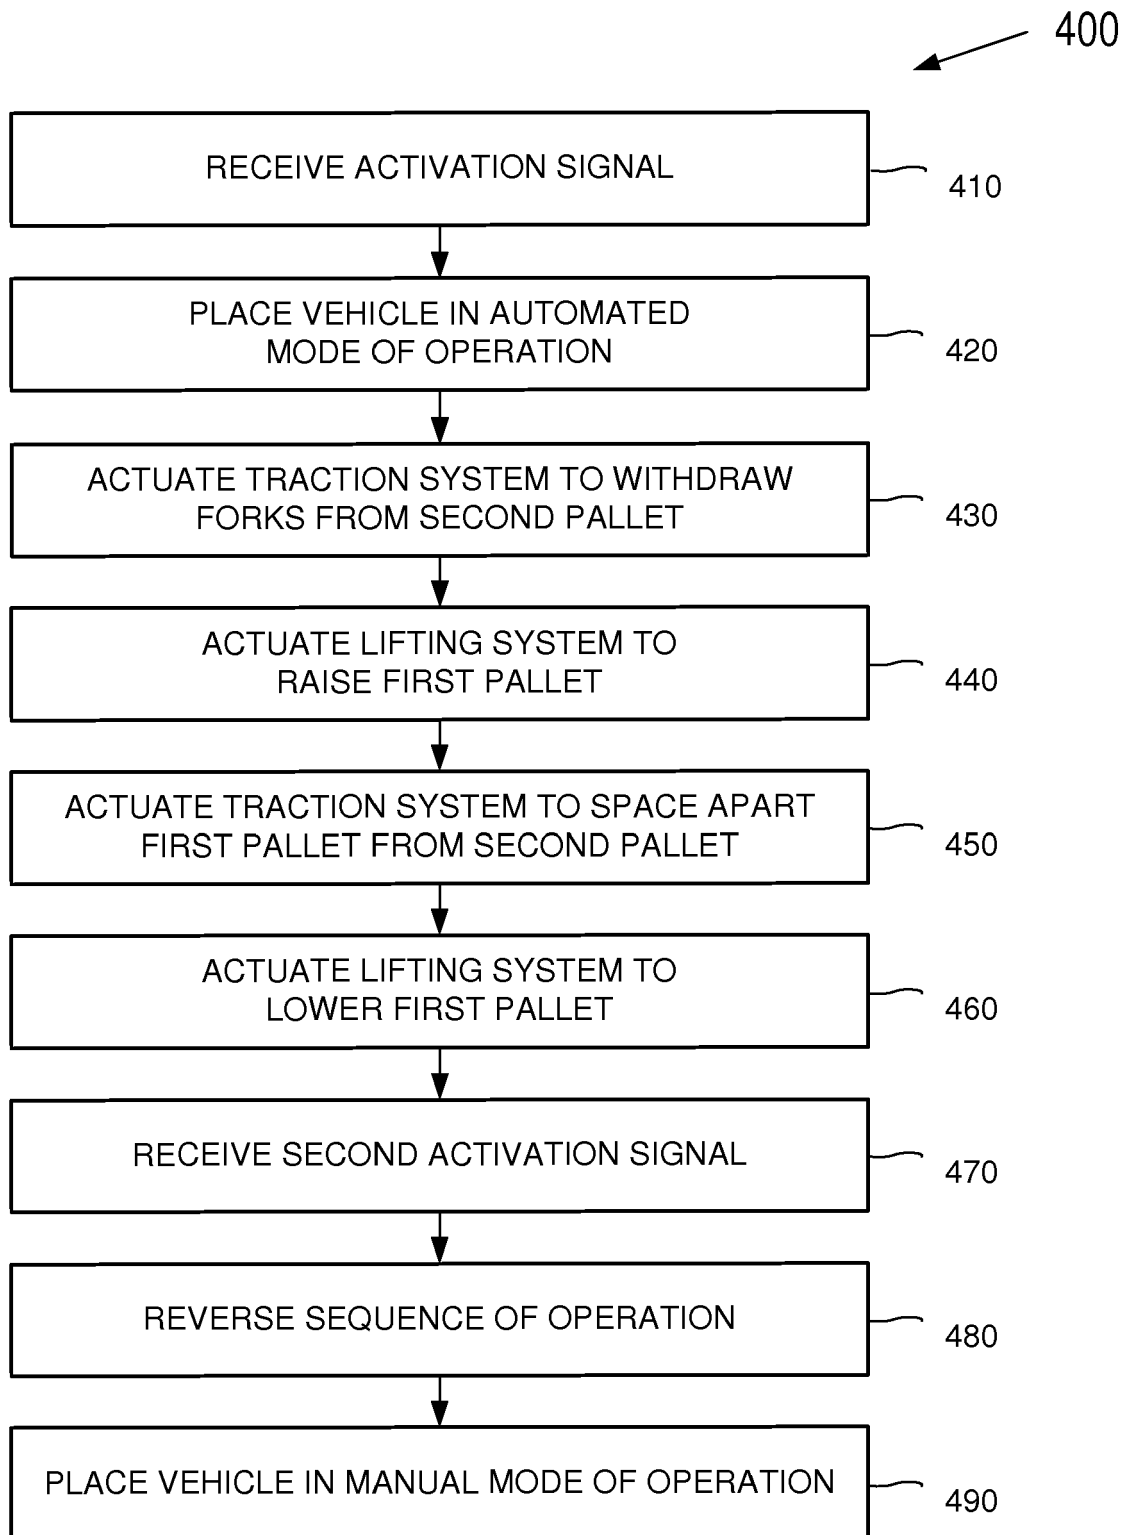 400
RECEIVE ACTIVATION SIGNAL
410
PLACE VEHICLE IN AUTOMATED
MODE OF OPERATION
420
ACTUATE TRACTION SYSTEM TO WITHDRAW
FORKS FROM SECOND PALLET
430
ACTUATE LIFTING SYSTEM TO
RAISE FIRST PALLET
440
ACTUATE TRACTION SYSTEM TO SPACE APART
FIRST PALLET FROM SECOND PALLET
450
ACTUATE LIFTING SYSTEM TO
LOWER FIRST PALLET
460
RECEIVE SECOND ACTIVATION SIGNAL
470
REVERSE SEQUENCE OF OPERATION
480
PLACE VEHICLE IN MANUAL MODE OF OPERATION
490